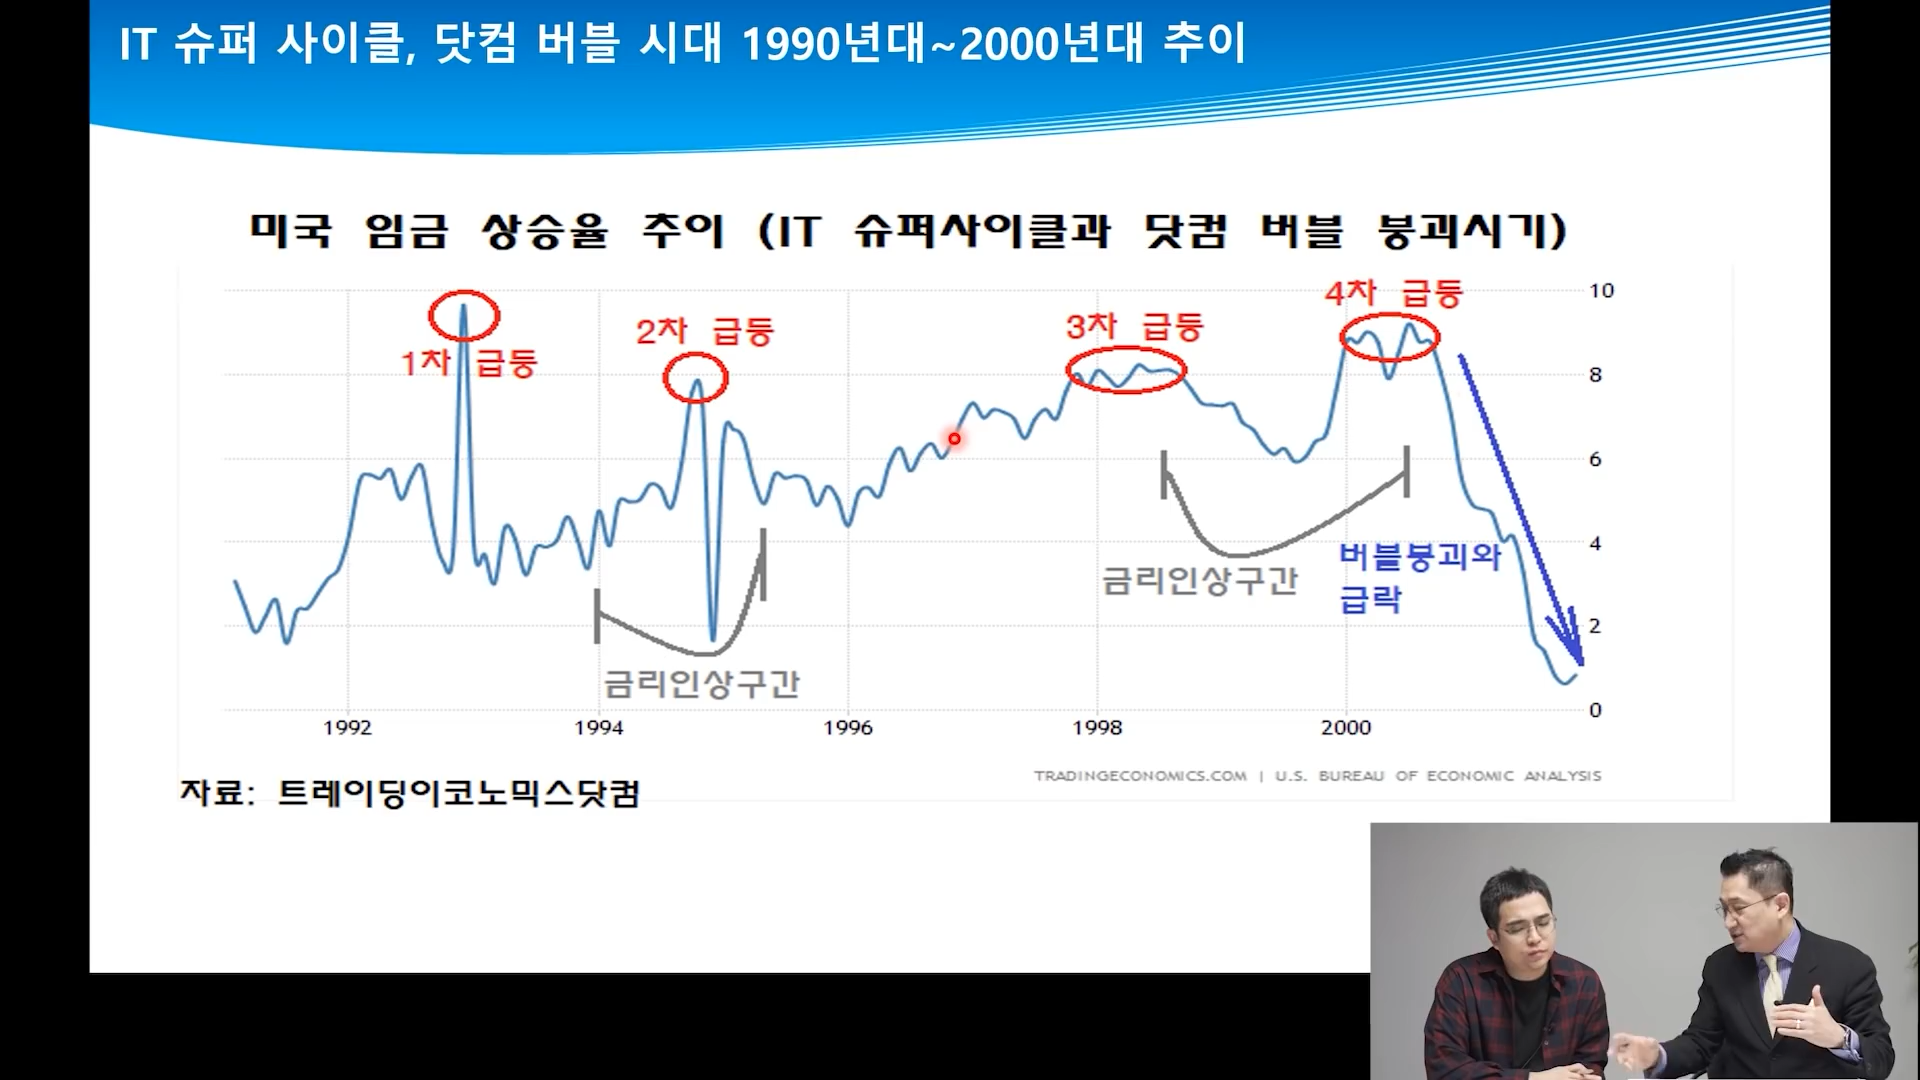 IT 슈퍼 사이클, 닷컴 버블 시대 1990년대~2000년대 추이
미국 임금 상승율 추이 (IT 슈퍼사이클과 닷컴 버블 붕괴시기)
1차 급등
2차 급등
3차 급등
4차 급등
10
8
6
4
2
0
금리인상구간
금리인상구간
버블붕괴와
급락
1992
1994
1996
1998
2000
TRADINGECONOMICS.COM | U.S. BUREAU OF ECONOMIC ANALYSIS
자료: 트레이딩이코노믹스닷컴